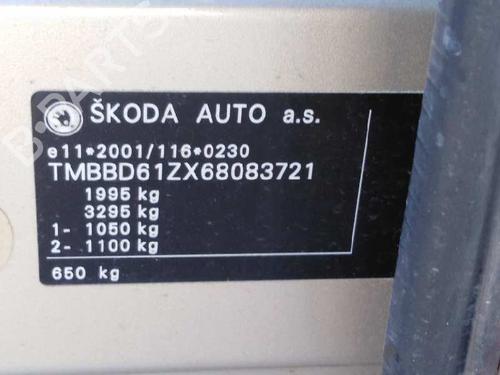 ŠKODA AUTO a.s.
e11*2001/116*0230
TMBBD61ZX68083721
1995 kg
3295 kg
1- 1050 kg
2- 1100 kg
650 kg
B-PARTS